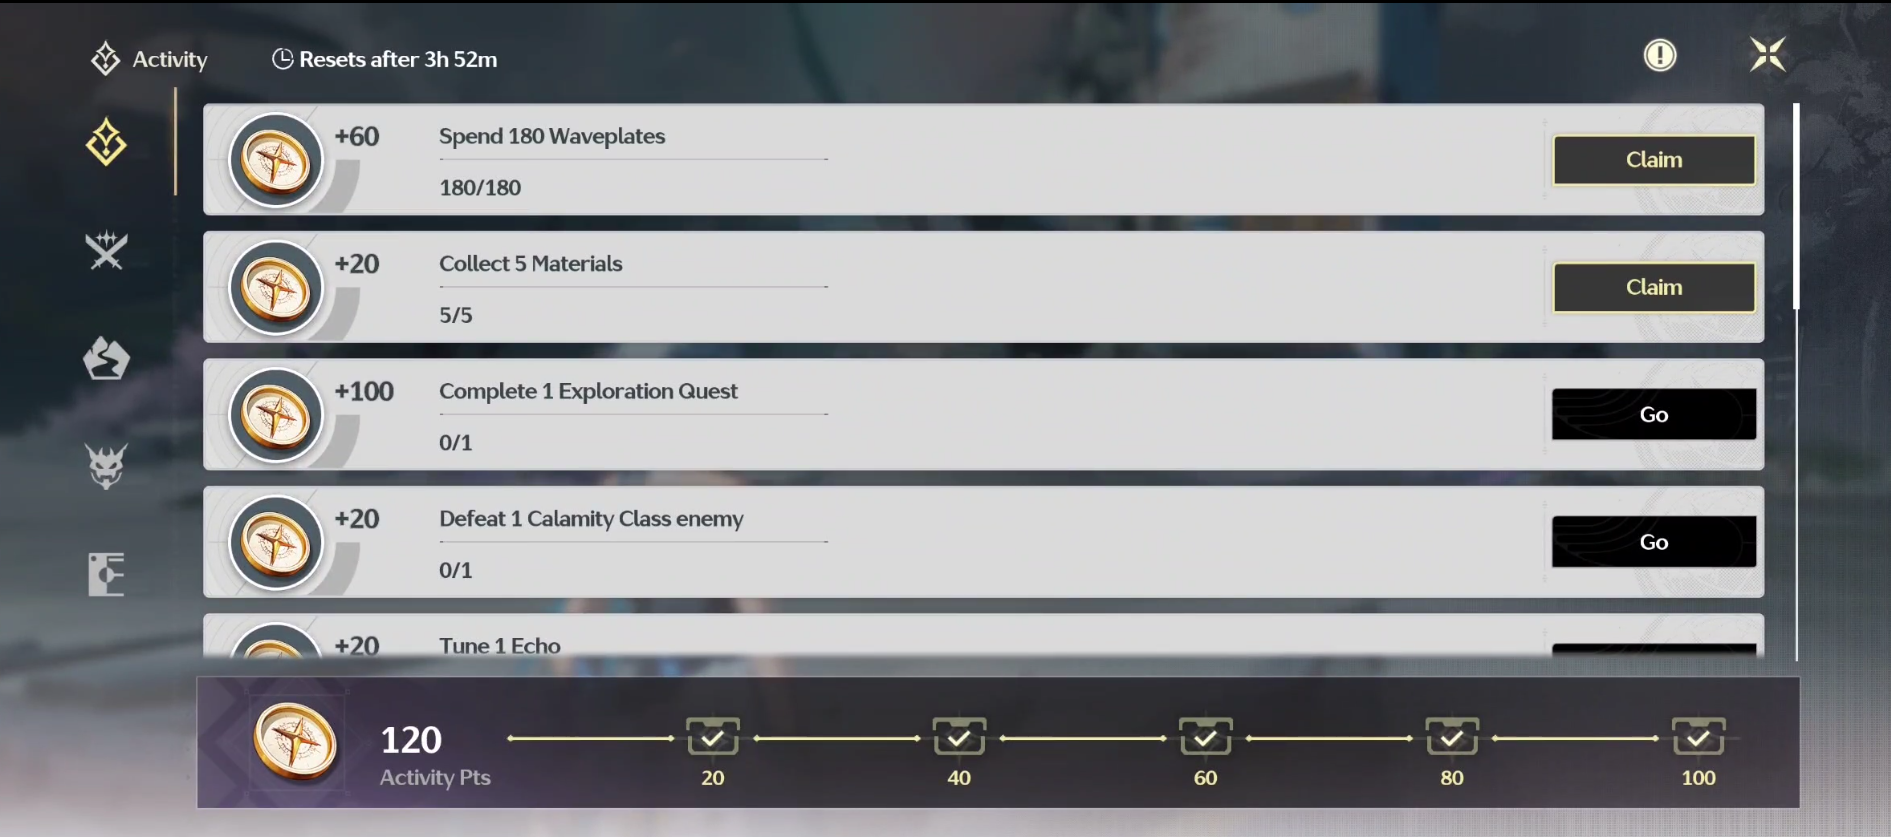 Activity
Resets after 3h 52m
+60
Spend 180 Waveplates
180/180
Claim
+20
Collect 5 Materials
5/5
Claim
+100
Complete 1 Exploration Quest
0/1
Go
+20
Defeat 1 Calamity Class enemy
0/1
Go
+20
Tune 1 Echo
120
Activity Pts
20
40
60
80
100